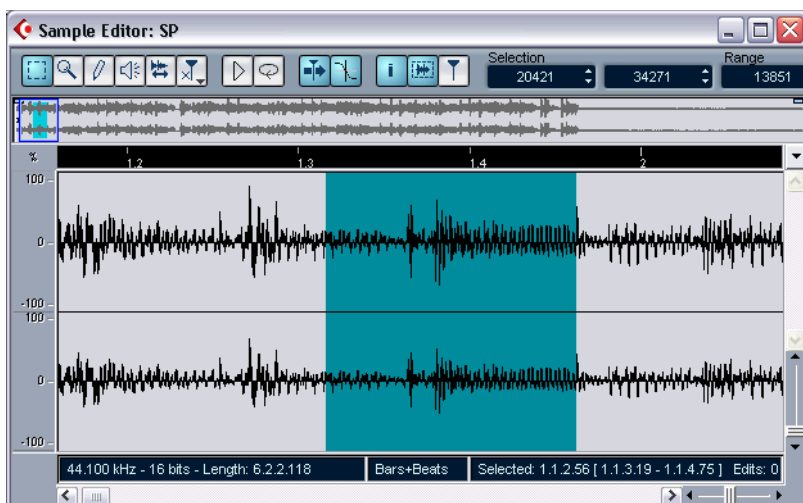 Sample Editor: SP
Selection
Range
20421
34271
13851
%
1.2
1.3
1.4
2
100
0
-100
100
0
-100
44.100 kHz - 16 bits - Length: 6.2.2.118
Bars+Beats
Selected: 1.1.2.56 [ 1.1.3.19 - 1.1.4.75 ]
Edits: 0